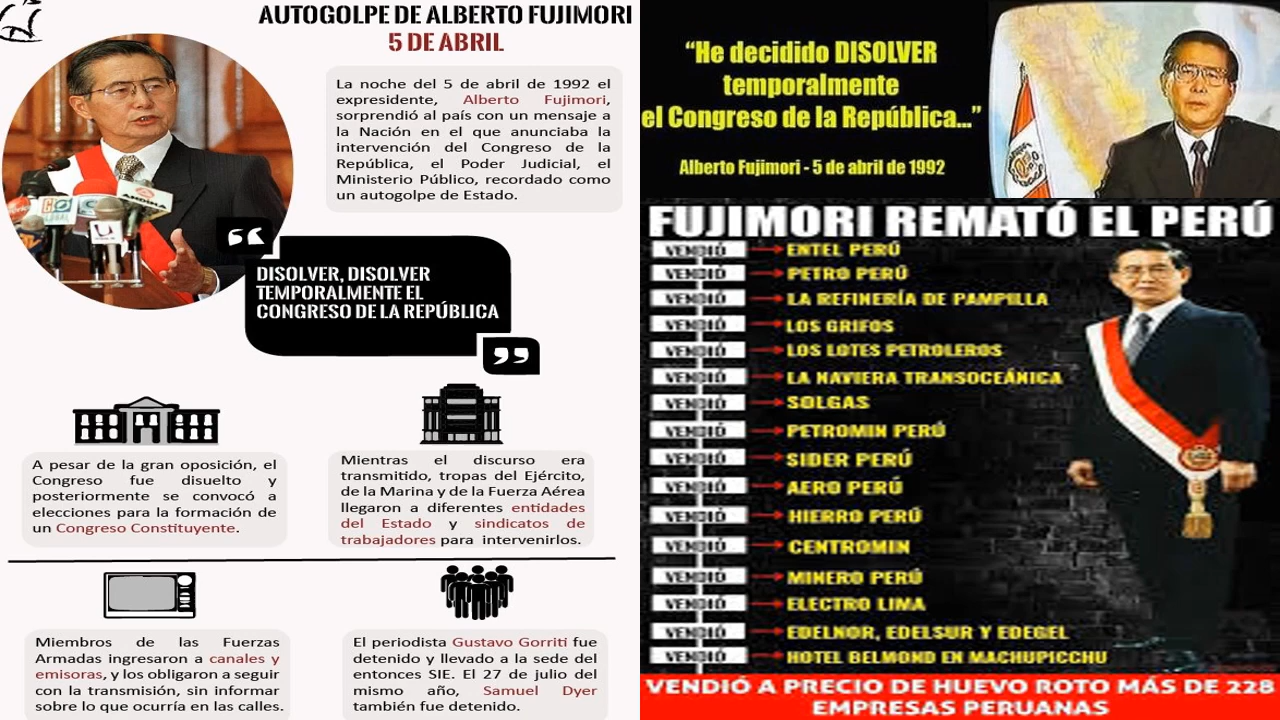 AUTOGOLPE DE ALBERTO FUJIMORI
5 DE ABRIL
La noche del 5 de abril de 1992 el
expresidente, Alberto Fujimori,
sorprendió al país con un mensaje a
la Nación en el que anunciaba la
intervención del Congreso de la
República, el Poder Judicial, el
Ministerio Público, recordado como
un autogolpe de Estado.
ANDINA
“
DISOLVER, DISOLVER
TEMPORALMENTE EL
CONGRESO DE LA REPÚBLICA
”
A pesar de la gran oposición, el
Congreso fue disuelto y
posteriormente se convocó a
elecciones para la formación de
un Congreso Constituyente.
Mientras el discurso era
transmitido, tropas del Ejército,
de la Marina y de la Fuerza Aérea
llegaron a diferentes entidades
del Estado y sindicatos de
trabajadores para intervenirlos.
Miembros de las Fuerzas
Armadas ingresaron a canales y
emisoras, y los obligaron a seguir
con la transmisión, sin informar
sobre lo que ocurría en las calles.
El periodista Gustavo Gorriti fue
detenido y llevado a la sede del
entonces SIE. El 27 de julio del
mismo año, Samuel Dyer
también fue detenido.
“He decidido DISOLVER
temporalmente
el Congreso de la República...”
Alberto Fujimori - 5 de abril de 1992
FUJIMORI REMATÓ EL PERÚ
VENDIÓ ENTEL PERÚ
VENDIÓ PETRO PERÚ
VENDIÓ LA REFINERÍA DE PAMPILLA
VENDIÓ LOS GRIFOS
VENDIÓ LOS LOTES PETROLEROS
VENDIÓ LA NAVIERA TRANSOCEÁNICA
VENDIÓ SOLGAS
VENDIÓ PETROMIN PERÚ
VENDIÓ SIDER PERÚ
VENDIÓ AERO PERÚ
VENDIÓ HIERRO PERÚ
VENDIÓ CENTROMIN
VENDIÓ MINERO PERÚ
VENDIÓ ELECTRO LIMA
VENDIÓ EDELNOR, EDELSUR Y EDEGEL
VENDIÓ HOTEL BELMOND EN MACHUPICCHU
VENDIÓ A PRECIO DE HUEVO ROTO MÁS DE 228
EMPRESAS PERUANAS